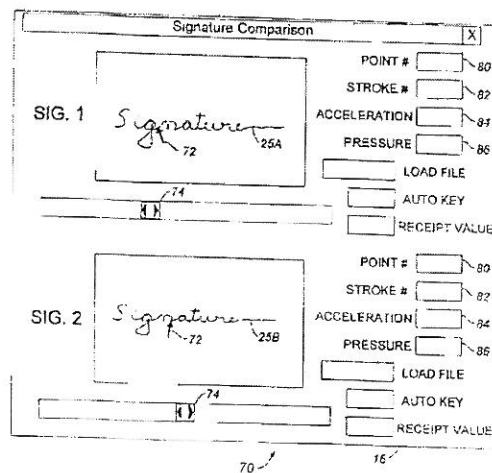 Signature Comparison X
POINT # 80
STROKE # 82
SIG. 1
ACCELERATION 84
Signature
PRESSURE 86
72 25A
LOAD FILE
74
AUTO KEY
RECEIPT VALUE
POINT # 80
STROKE # 82
SIG. 2
Signature
ACCELERATION 84
72 25B
PRESSURE 86
LOAD FILE
74
AUTO KEY
RECEIPT VALUE
70 16